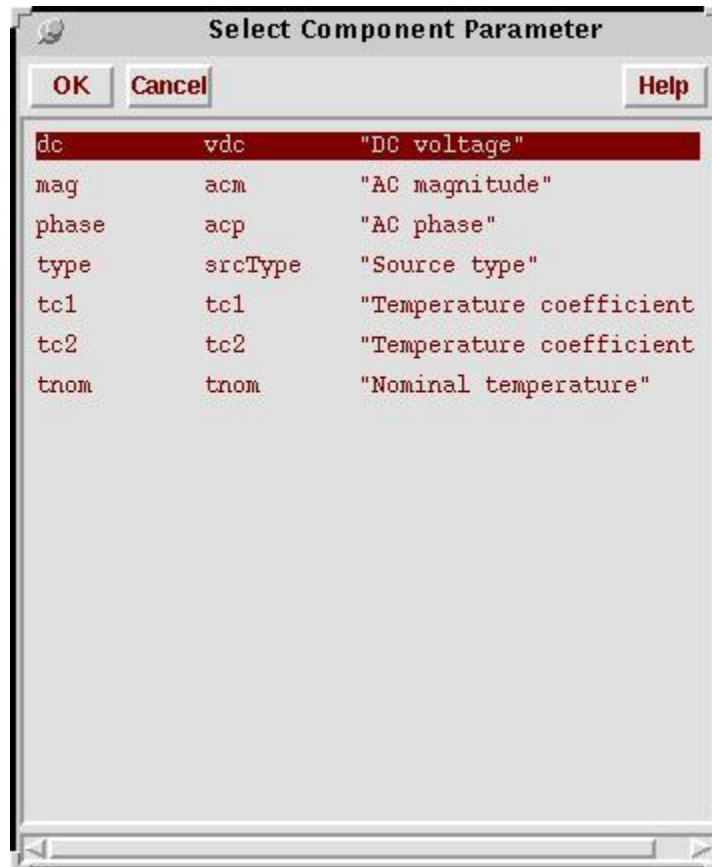 Select Component Parameter
OK Cancel Help
dc vdc "DC voltage"
mag acm "AC magnitude"
phase acp "AC phase"
type srcType "Source type"
tc1 tc1 "Temperature coefficient
tc2 tc2 "Temperature coefficient
tnom tnom "Nominal temperature"